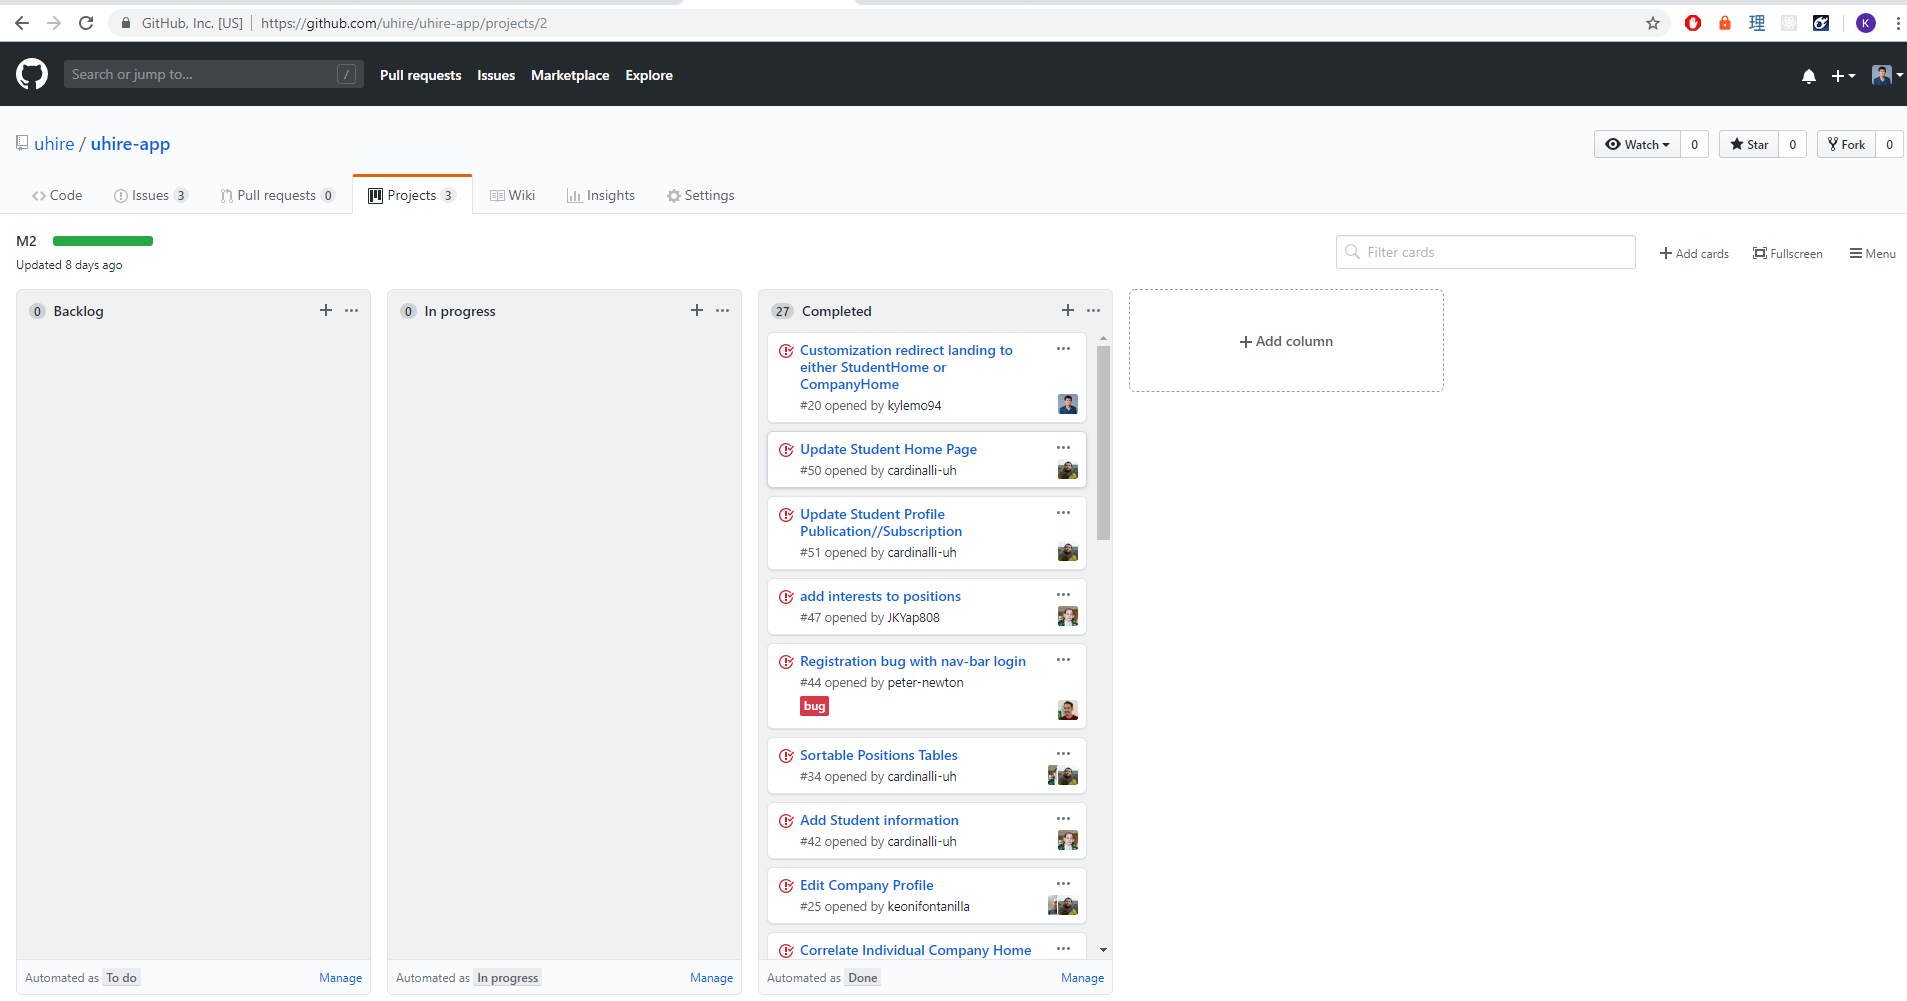 GitHub, Inc. [US] | https://github.com/uhire/uhire-app/projects/2
理
K
Search or jump to...
/
Pull requests
Issues
Marketplace
Explore
uhire / uhire-app
Watch 0
Star 0
Fork 0
Code
Issues 3
Pull requests 0
Projects 3
Wiki
Insights
Settings
M2
Updated 8 days ago
Filter cards
Add cards
Fullscreen
Menu
0 Backlog
Automated as To do
Manage
0 In progress
Automated as In progress
Manage
27 Completed
Customization redirect landing to
either StudentHome or
CompanyHome
#20 opened by kylemo94
Update Student Home Page
#50 opened by cardinalli-uh
Update Student Profile
Publication//Subscription
#51 opened by cardinalli-uh
add interests to positions
#47 opened by JKYap808
Registration bug with nav-bar login
#44 opened by peter-newton
bug
Sortable Positions Tables
#34 opened by cardinalli-uh
Add Student information
#42 opened by cardinalli-uh
Edit Company Profile
#25 opened by keonifontanilla
Correlate Individual Company Home
Automated as Done
Manage
Add column